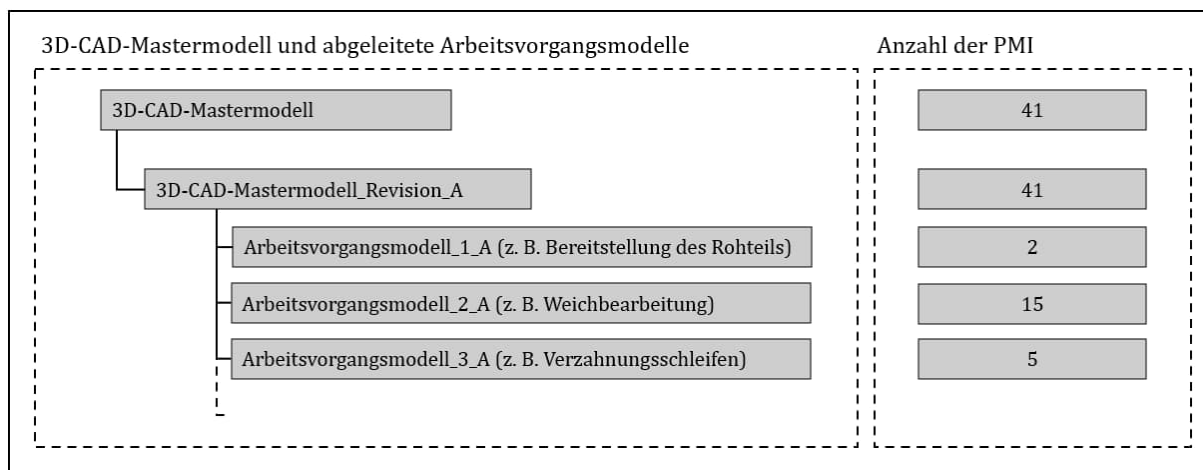 3D-CAD-Mastermodell und abgeleitete Arbeitsvorgangsmodelle
Anzahl der PMI
3D-CAD-Mastermodell
41
3D-CAD-Mastermodell_Revision_A
41
Arbeitsvorgangsmodell_1_A (z. B. Bereitstellung des Rohteils)
2
Arbeitsvorgangsmodell_2_A (z. B. Weichbearbeitung)
15
Arbeitsvorgangsmodell_3_A (z. B. Verzahnungsschleifen)
5